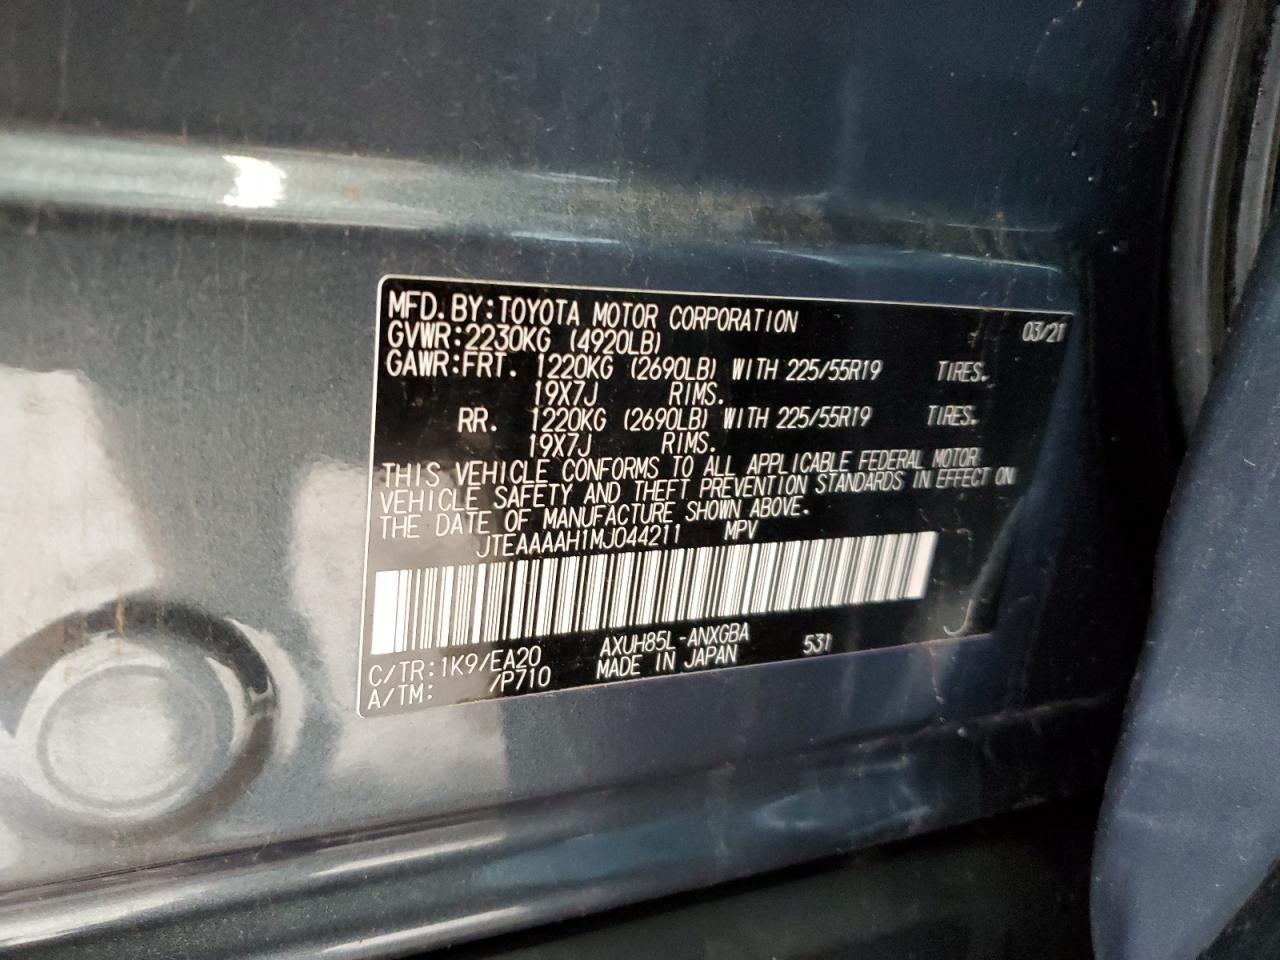 MFD.BY:TOYOTA MOTOR CORPORATION 03/21
GVWR:2230KG (4920LB)
GAWR:FRT. 1220KG (2690LB) WITH 225/55R19 TIRES.
19X7J RIMS.
RR. 1220KG (2690LB) WITH 225/55R19 TIRES.
19X7J RIMS.
THIS VEHICLE CONFORMS TO ALL APPLICABLE FEDERAL MOTOR
VEHICLE SAFETY AND THEFT PREVENTION STANDARDS IN EFFECT ON
THE DATE OF MANUFACTURE SHOWN ABOVE.
JTEAAAAH1MJ044211 MPV
C/TR:1K9/EA20 AXUH85L-ANXGBA 531
A/TM: /P710 MADE IN JAPAN
J